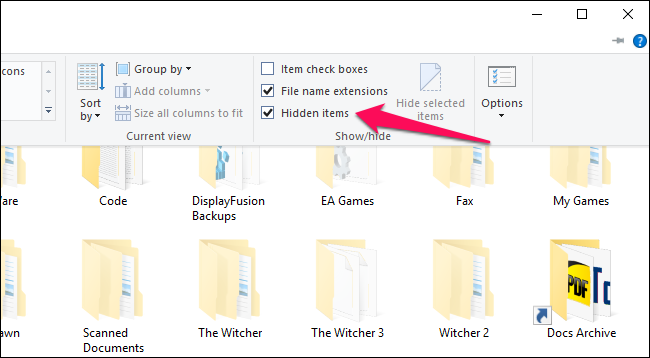 cons
Sort by
Group by
Add columns
Size all columns to fit
Current view
Item check boxes
File name extensions
Hidden items
Hide selected items
Show/hide
Options
are
Code
DisplayFusion Backups
EA Games
Fax
My Games
awn
Scanned Documents
The Witcher
The Witcher 3
Witcher 2
PDF
To
Docs Archive